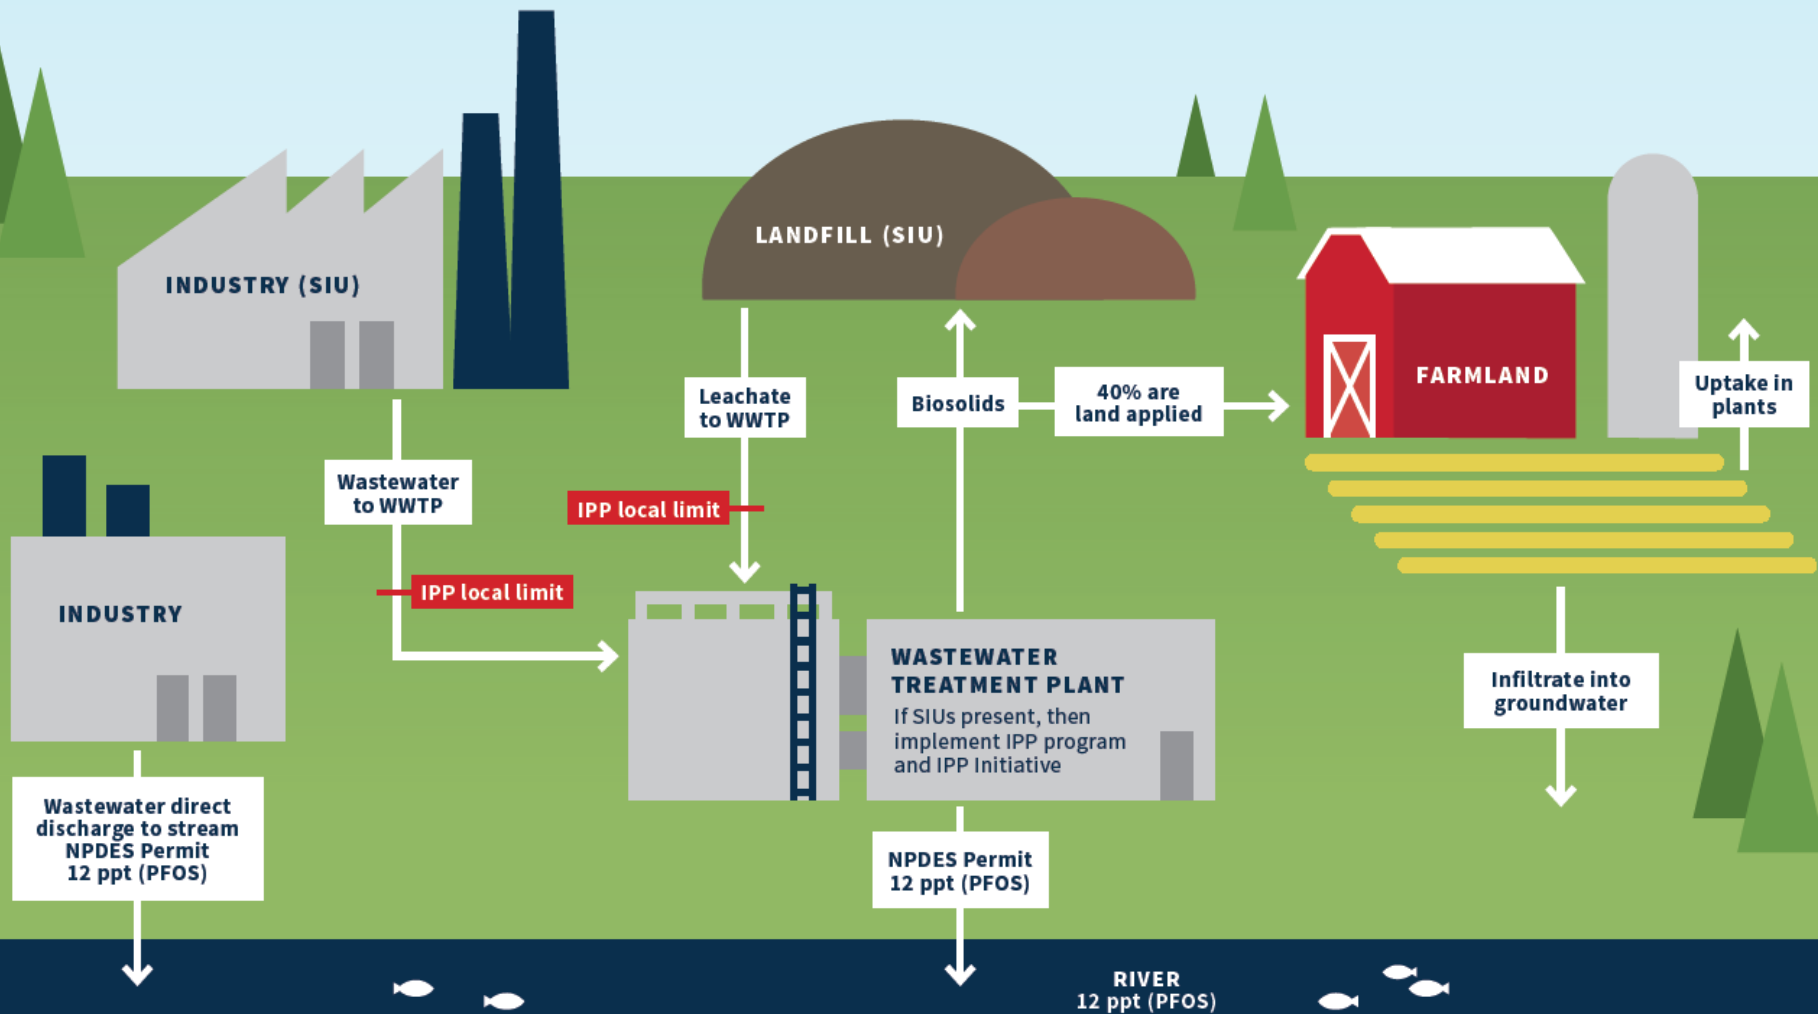 INDUSTRY (SIU)
LANDFILL (SIU)
FARMLAND
Uptake in
plants
Leachate
to WWTP
Biosolids
40% are
land applied
Wastewater
to WWTP
IPP local limit
IPP local limit
INDUSTRY
WASTEWATER
TREATMENT PLANT
If SIUs present, then
implement IPP program
and IPP Initiative
Infiltrate into
groundwater
Wastewater direct
discharge to stream
NPDES Permit
12 ppt (PFOS)
NPDES Permit
12 ppt (PFOS)
RIVER
12 ppt (PFOS)